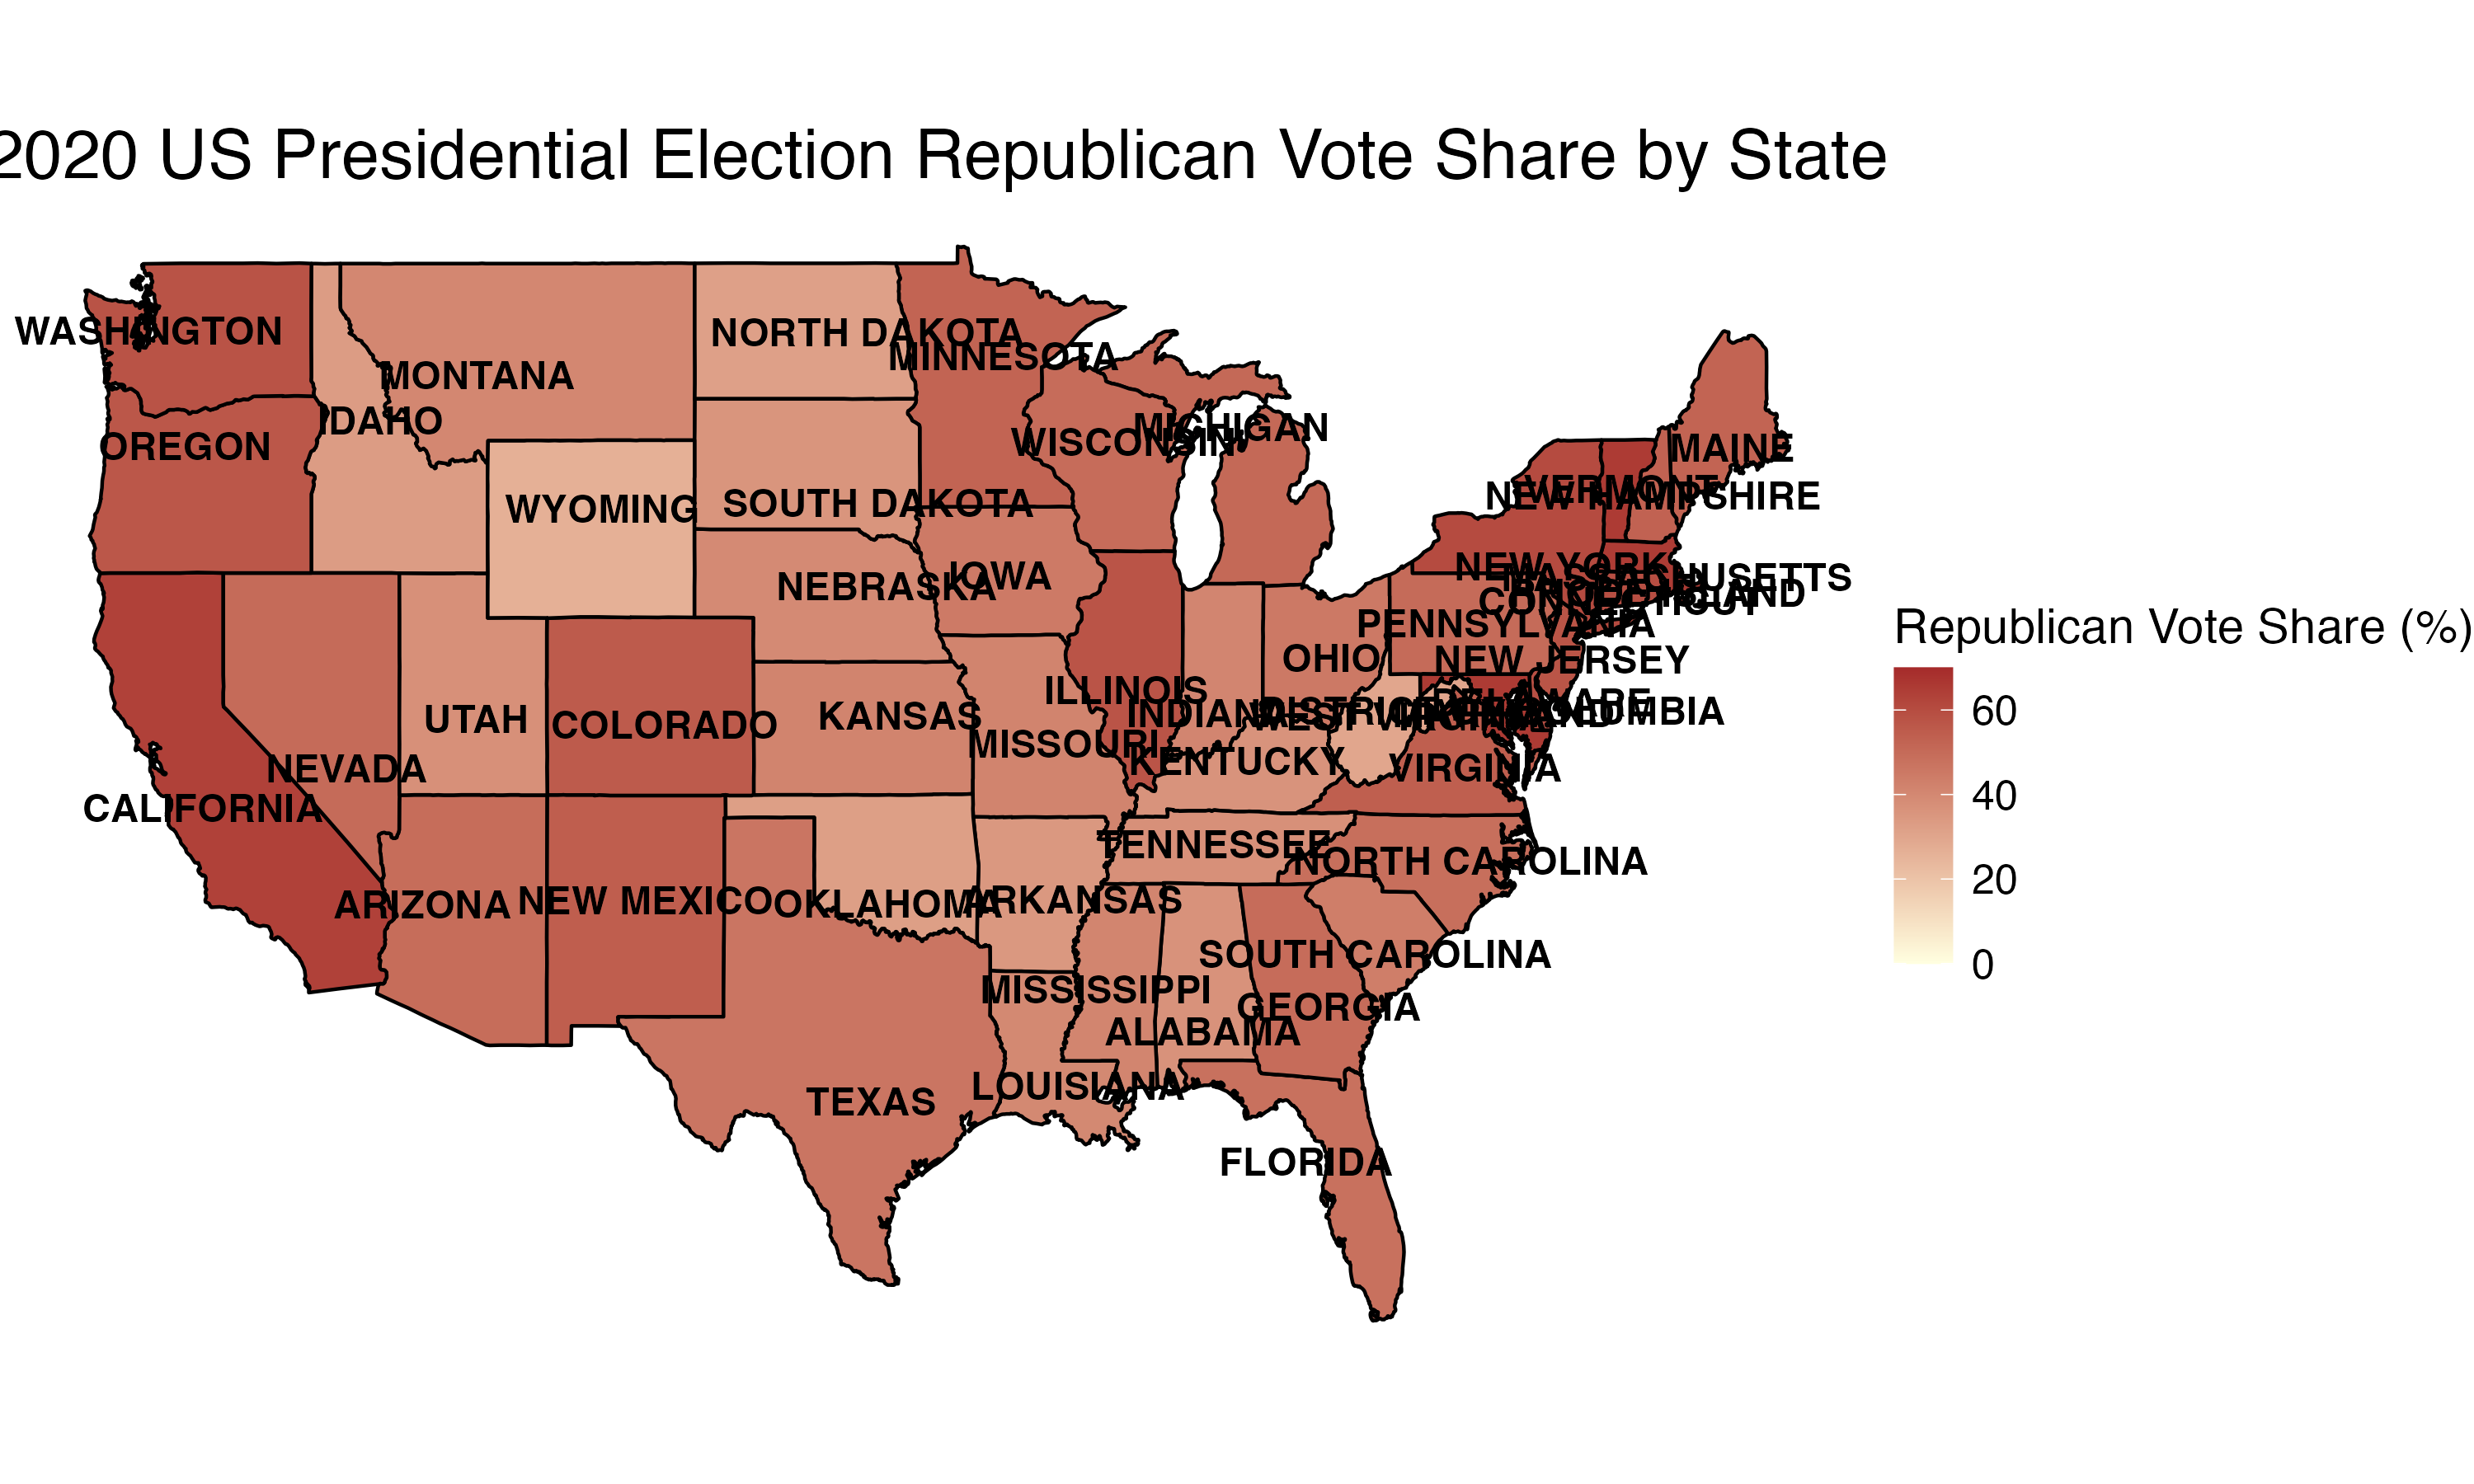 2020 US Presidential Election Republican Vote Share by State
WASHINGTON
NORTH DAKOTA
MINNESOTA
MONTANA
IDAHO
OREGON
MICHIGAN
WISCONSIN
MAINE
VERMONT
NEW HAMPSHIRE
WYOMING
SOUTH DAKOTA
NEW YORK
MASSACHUSETTS
IOWA
NEBRASKA
CONNECTICUT
PENNSYLVANIA
OHIO
NEW JERSEY
Republican Vote Share (%)
60
40
20
0
ILLINOIS
DELAWARE
INDIANA
WEST VIRGINIA
DISTRICT OF COLUMBIA
UTAH
COLORADO
KANSAS
MISSOURI
KENTUCKY
VIRGINIA
NEVADA
CALIFORNIA
TENNESSEE
NORTH CAROLINA
ARIZONA
NEW MEXICO
OKLAHOMA
ARKANSAS
SOUTH CAROLINA
MISSISSIPPI
GEORGIA
ALABAMA
LOUISIANA
TEXAS
FLORIDA